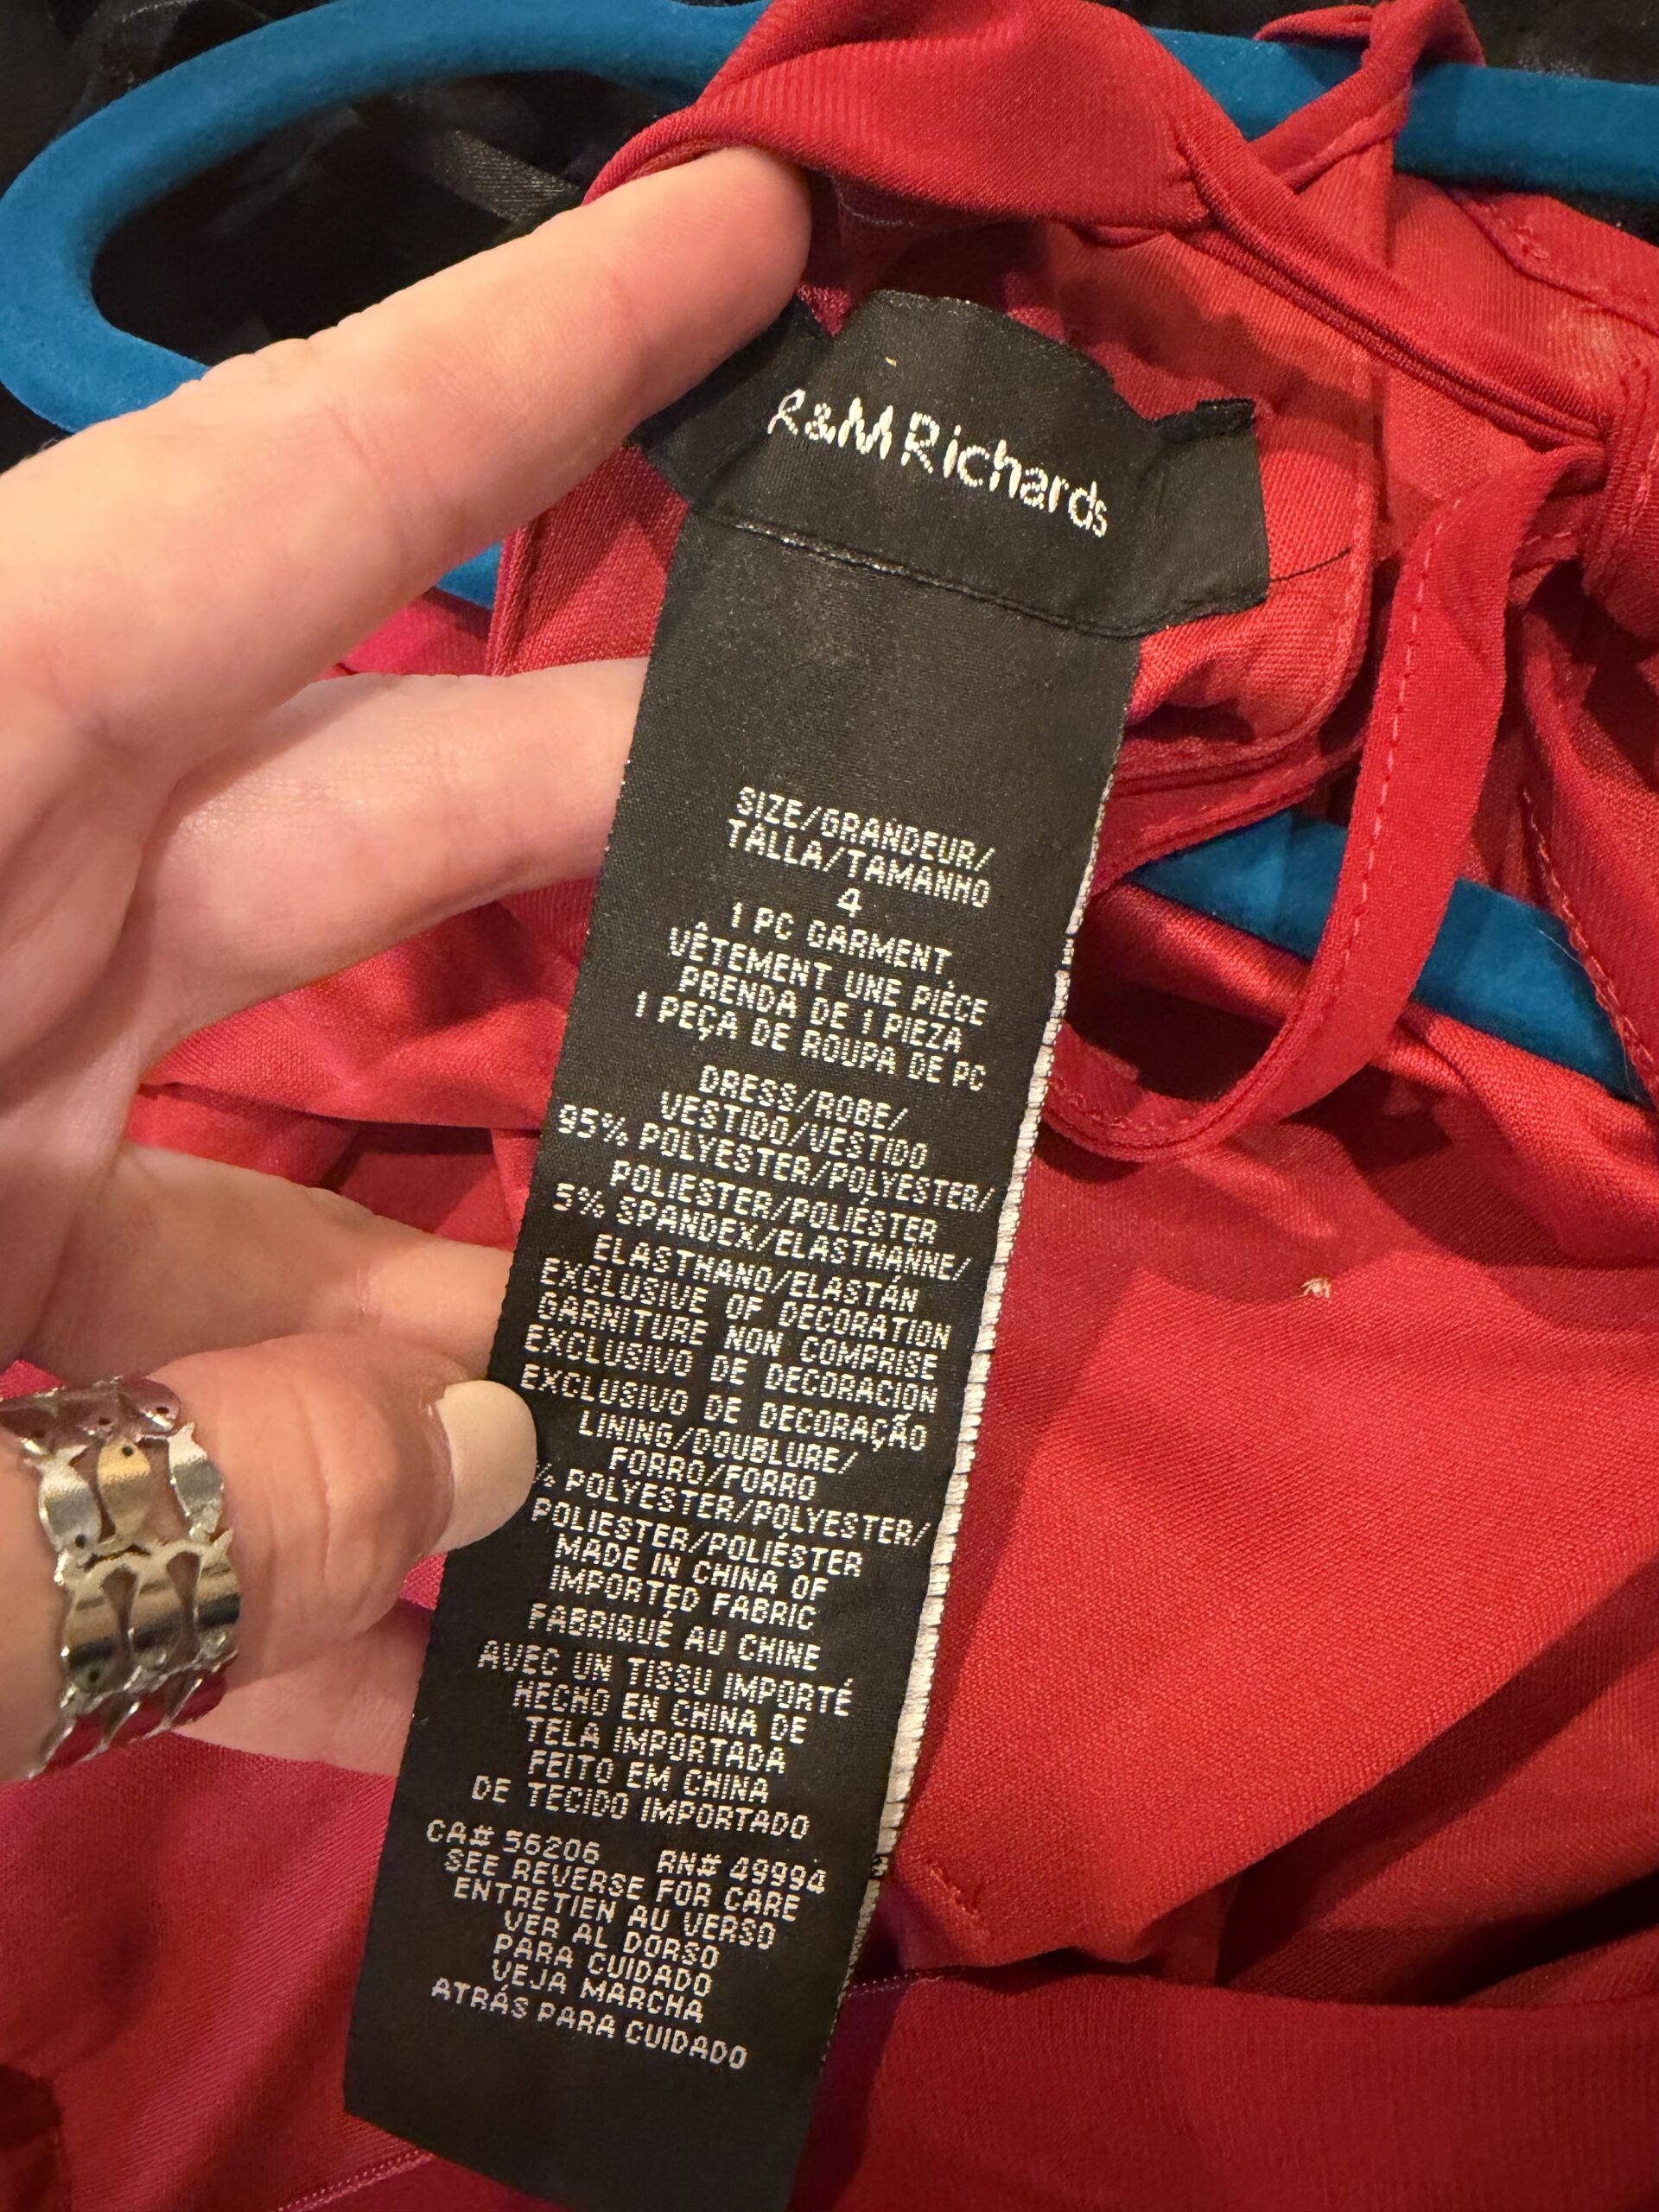 R&M Richards
SIZE/GRANDEUR/
TALLA/TAMANHO
4
1 PC GARMENT
VÊTEMENT UNE PIÈCE
PRENDA DE 1 PIEZA
1 PEÇA DE ROUPA DE PC
DRESS/ROBE/
VESTIDO/VESTIDO
95% POLYESTER/POLYESTER/
POLIESTER/POLIÉSTER
5% SPANDEX/ELASTHANNE/
ELASTHANO/ELASTÁN
EXCLUSIVE OF DECORATION
GARNITURE NON COMPRISE
EXCLUSIVO DE DECORACION
EXCLUSIVO DE DECORAÇÃO
LINING/DOUBLURE/
FORRO/FORRO
% POLYESTER/POLYESTER/
POLIESTER/POLIÉSTER
MADE IN CHINA OF
IMPORTED FABRIC
FABRIQUÉ AU CHINE
AVEC UN TISSU IMPORTÉ
HECHO EN CHINA DE
TELA IMPORTADA
FEITO EM CHINA
DE TECIDO IMPORTADO
CA# 56206 RN# 49994
SEE REVERSE FOR CARE
ENTRETIEN AU VERSO
VER AL DORSO
PARA CUIDADO
VEJA MARCHA
ATRÁS PARA CUIDADO